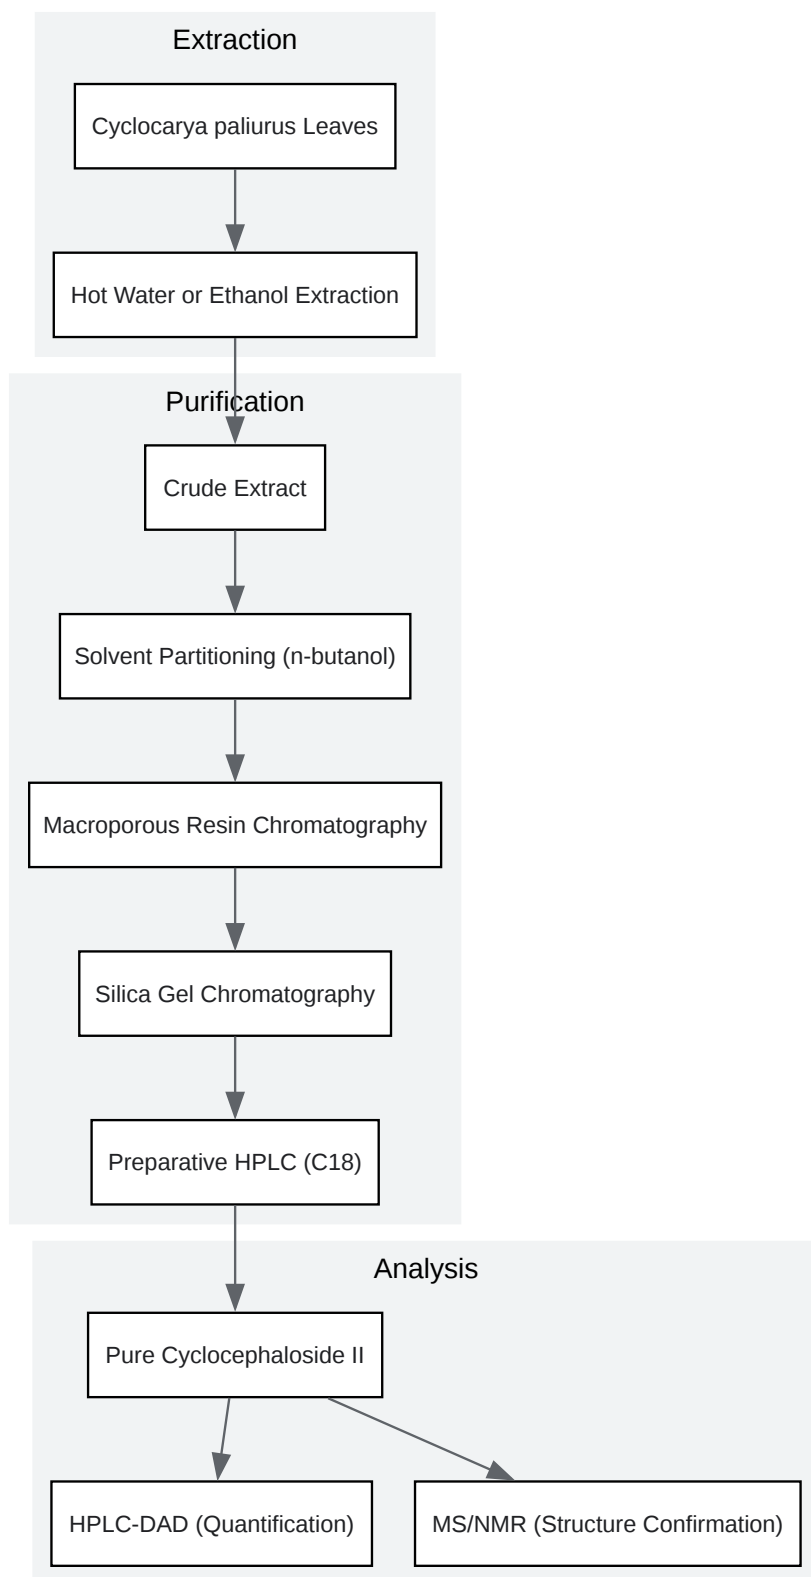 Extraction
Cyclocarya paliurus Leaves
Hot Water or Ethanol Extraction
Purification
Crude Extract
Solvent Partitioning (n-butanol)
Macroporous Resin Chromatography
Silica Gel Chromatography
Preparative HPLC (C18)
Analysis
Pure Cyclocephaloside II
HPLC-DAD (Quantification)
MS/NMR (Structure Confirmation)